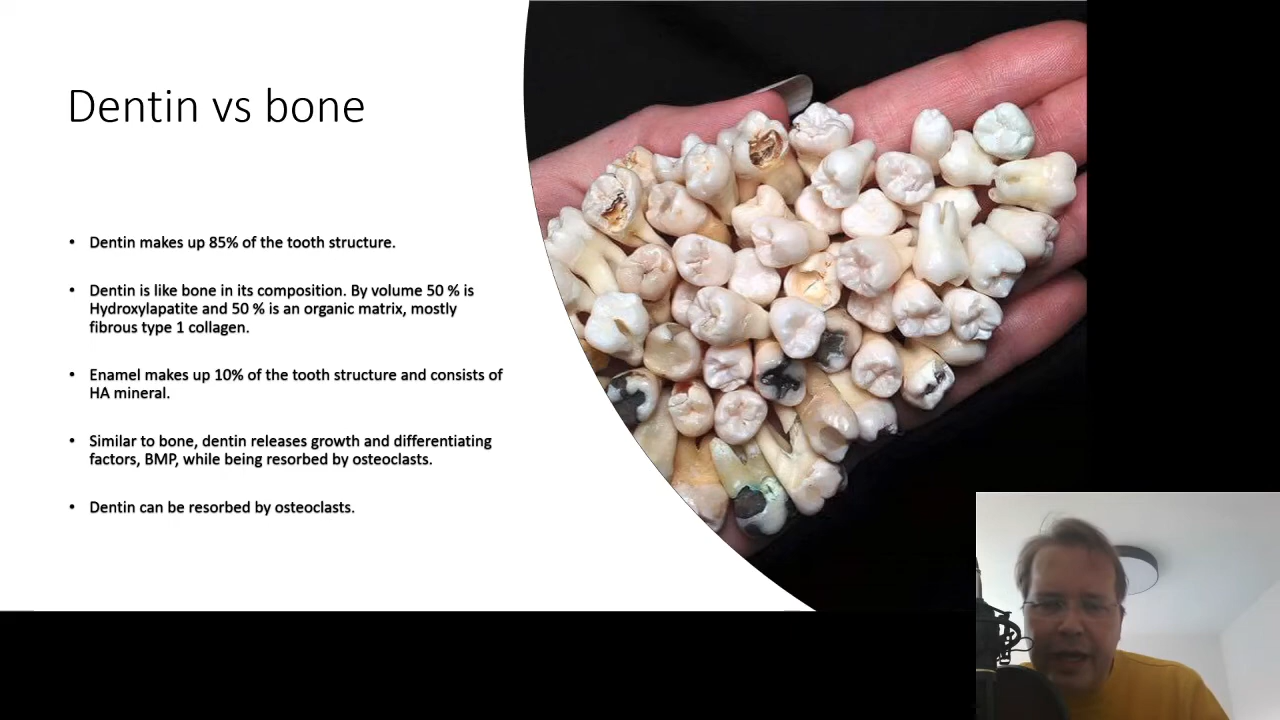 Dentin vs bone
• Dentin makes up 85% of the tooth structure.
• Dentin is like bone in its composition. By volume 50 % is
Hydroxylapatite and 50 % is an organic matrix, mostly
fibrous type 1 collagen.
• Enamel makes up 10% of the tooth structure and consists of
HA mineral.
• Similar to bone, dentin releases growth and differentiating
factors, BMP, while being resorbed by osteoclasts.
• Dentin can be resorbed by osteoclasts.